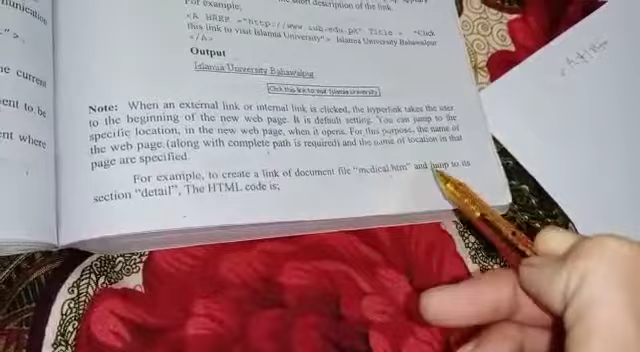 For example;
short description of the link.
<A HREF ="http://www.iub.edu.pk" Title = "Click
this link to visit Islamia University"> Islamia University Bahawalpur
</A>
Output
Islamia University Bahawalpur
Click this link to visit Islamia University
Note: When an external link or internal link is clicked, the hyperlink takes the user
to the beginning of the new web page. It is default setting. You can jump to the
specific location, in the new web page, when it opens. For this purpose, the name of
the web page (along with complete path is required) and the name of location in that
page are specified.
For example, to create a link of document file "medical.htm" and jump to its
section "detail", The HTML code is;
".">.
he current
ent to be
ent where